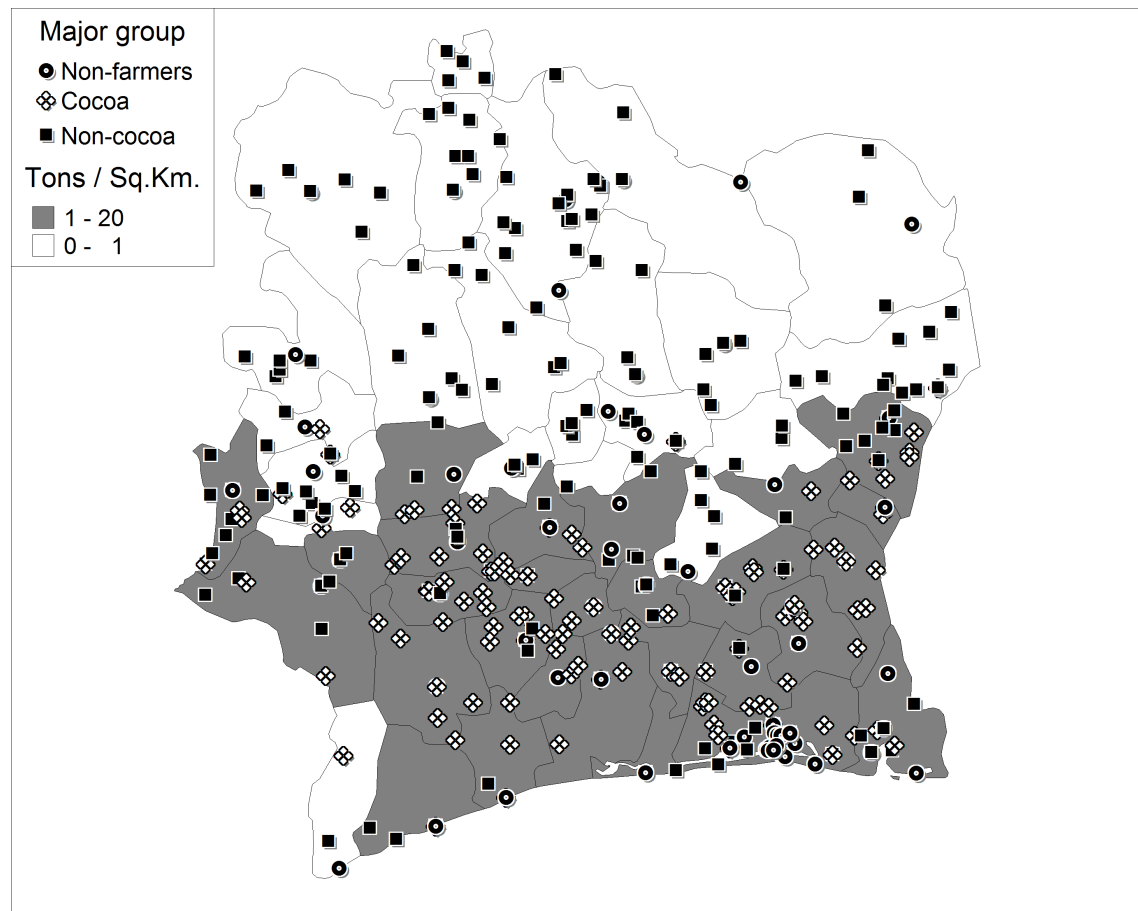 Major group
Non-farmers
Cocoa
Non-cocoa
Tons / Sq.Km.
1 - 20
0 - 1